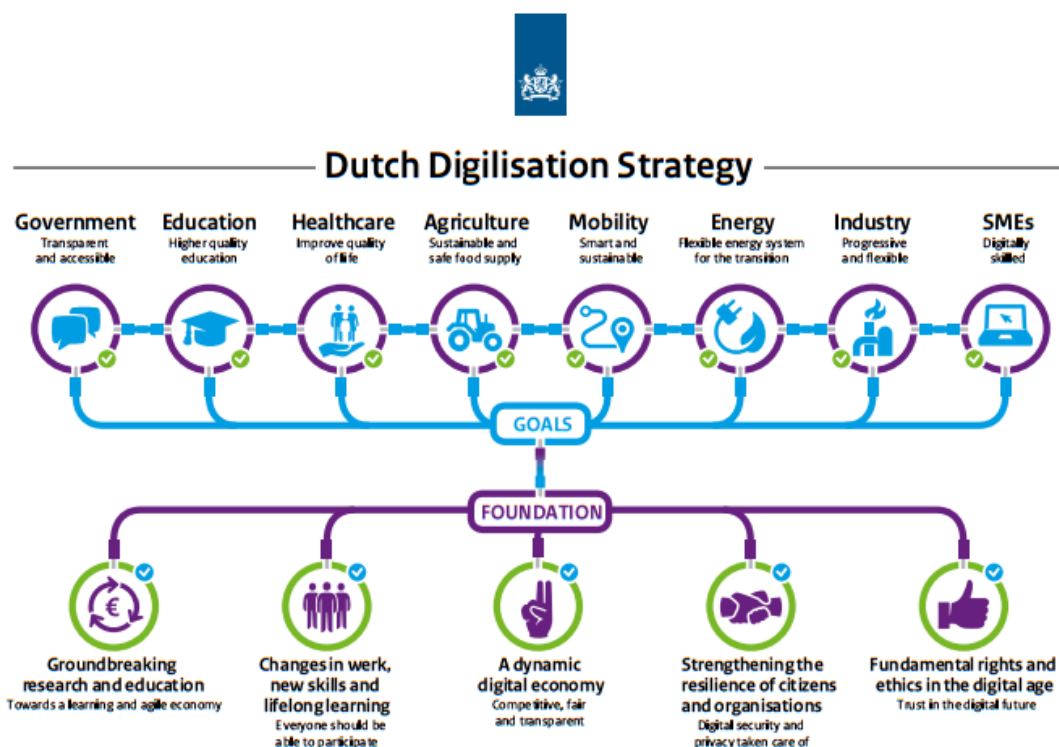 Dutch Digilisation Strategy
Government
Transparent
and accessible
Education
Higher quality
education
Healthcare
Improve quality
of life
Agriculture
Sustainable and
safe food supply
Mobility
Smart and
sustainable
Energy
Flexible energy system
for the transition
Industry
Progressive
and flexible
SMEs
Digitally
skilled
GOALS
FOUNDATION
€
Groundbreaking
research and education
Towards a learning and agile economy
Changes in work,
new skills and
lifelong learning
Everyone should be
able to participate
A dynamic
digital economy
Competitive, fair
and transparent
Strengthening the
resilience of citizens
and organisations
Digital security and
privacy taken care of
Fundamental rights and
ethics in the digital age
Trust in the digital future